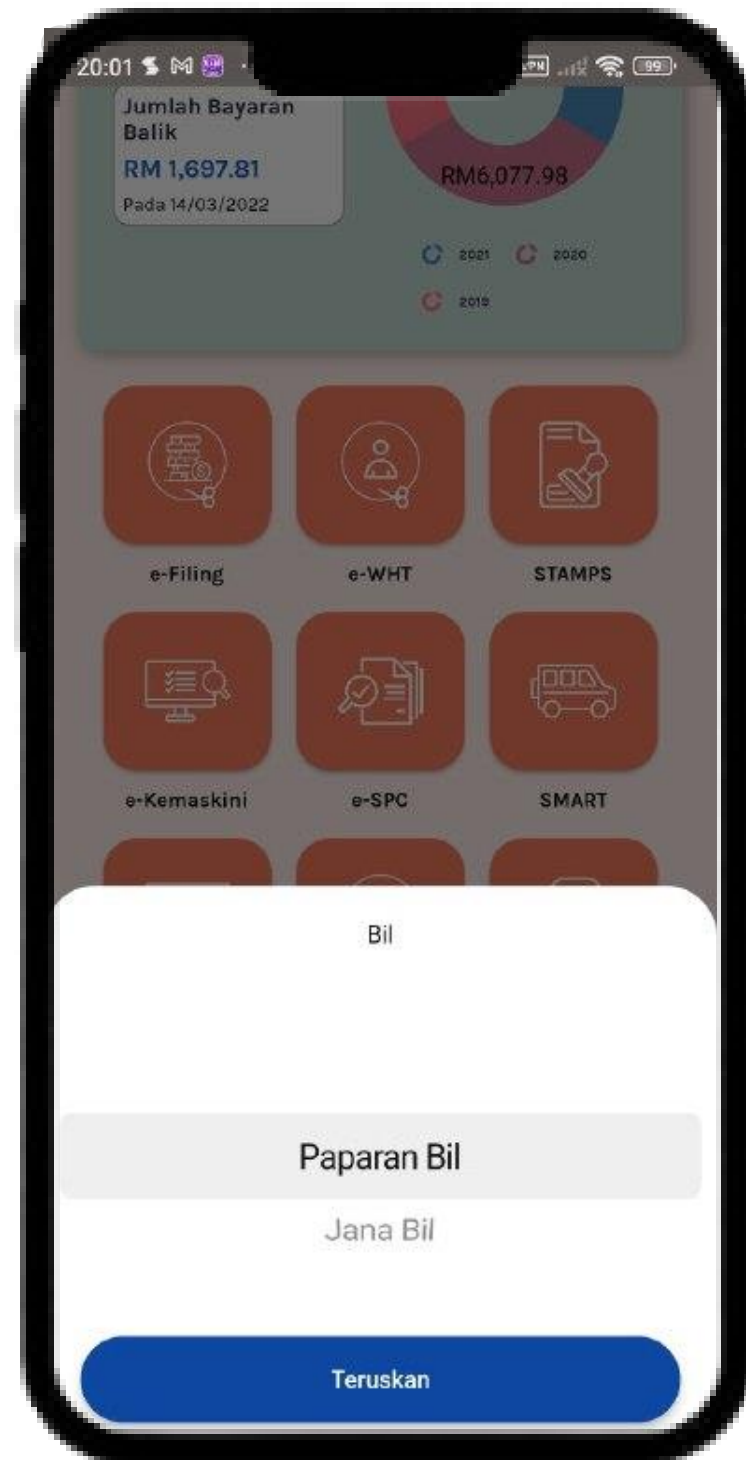 20:01
99
Jumlah Bayaran
Balik
RM 1,697.81
Pada 14/03/2022
RM6,077.98
2021
2020
2019
e-Filing
e-WHT
STAMPS
e-Kemaskini
e-SPC
SMART
Bil
Paparan Bil
Jana Bil
Teruskan